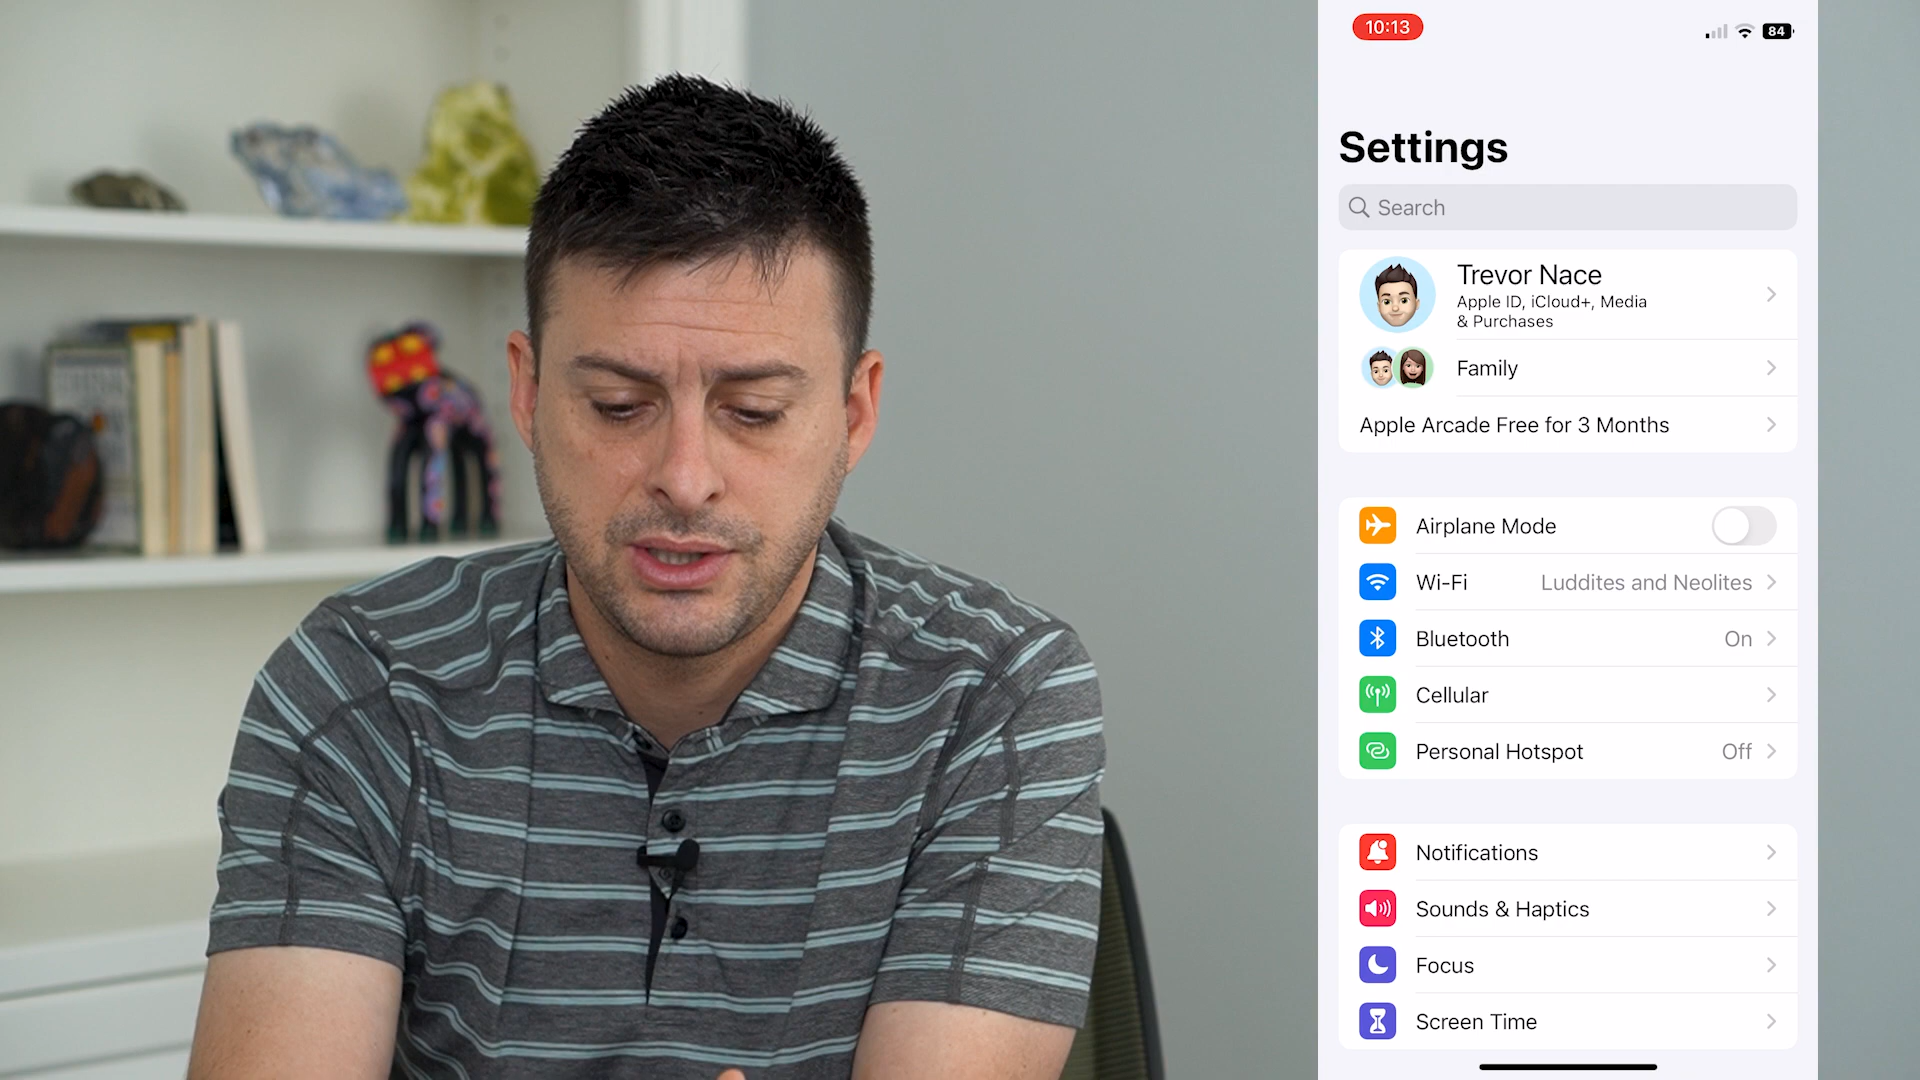 10:13
84
Settings
Search
Trevor Nace
Apple ID, iCloud+, Media
& Purchases
Family
Apple Arcade Free for 3 Months
Airplane Mode
Wi-Fi Luddites and Neolites
Bluetooth On
Cellular
Personal Hotspot Off
Notifications
Sounds & Haptics
Focus
Screen Time